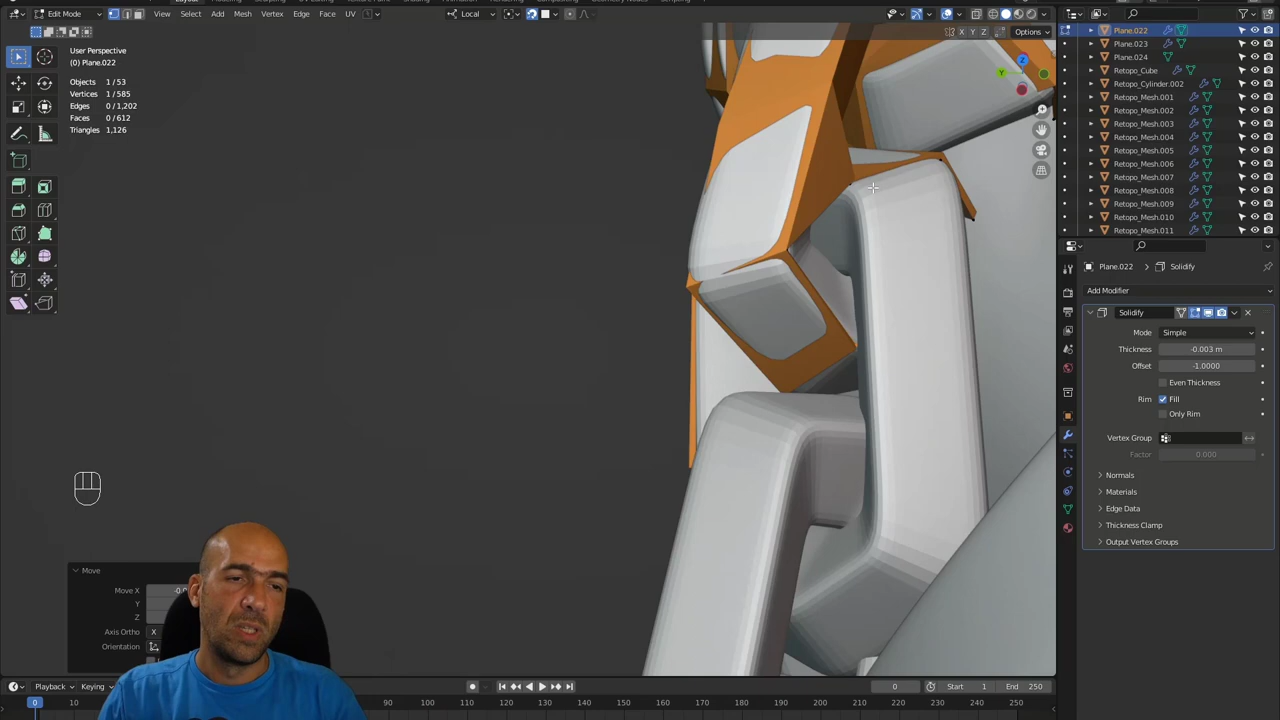 Edit Mode
View Select Add Mesh Vertex Edge Face UV
Local
Options
X Y Z
User Perspective
(0) Plane.022
Objects 1 / 53
Vertices 1 / 585
Edges 0 / 1,202
Faces 0 / 612
Triangles 1,126
Z
Y
Plane.022
Plane.023
Plane.024
Retopo_Cube
Retopo_Cylinder.002
Retopo_Mesh.001
Retopo_Mesh.002
Retopo_Mesh.003
Retopo_Mesh.004
Retopo_Mesh.005
Retopo_Mesh.006
Retopo_Mesh.007
Retopo_Mesh.008
Retopo_Mesh.009
Retopo_Mesh.010
Retopo_Mesh.011
Plane.022 > Solidify
Add Modifier
Solidify
Mode Simple
Thickness -0.003 m
Offset -1.0000
Even Thickness
Rim Fill
Only Rim
Vertex Group
Factor 0.000
Normals
Materials
Edge Data
Thickness Clamp
Output Vertex Groups
Move
Move X
Y
Z
Axis Ortho X
Orientation
Playback Keying
0 Start 1 End 250
0 10 70 80 90 100 110 120 130 140 150 160 170 180 190 200 210 220 230 240 250